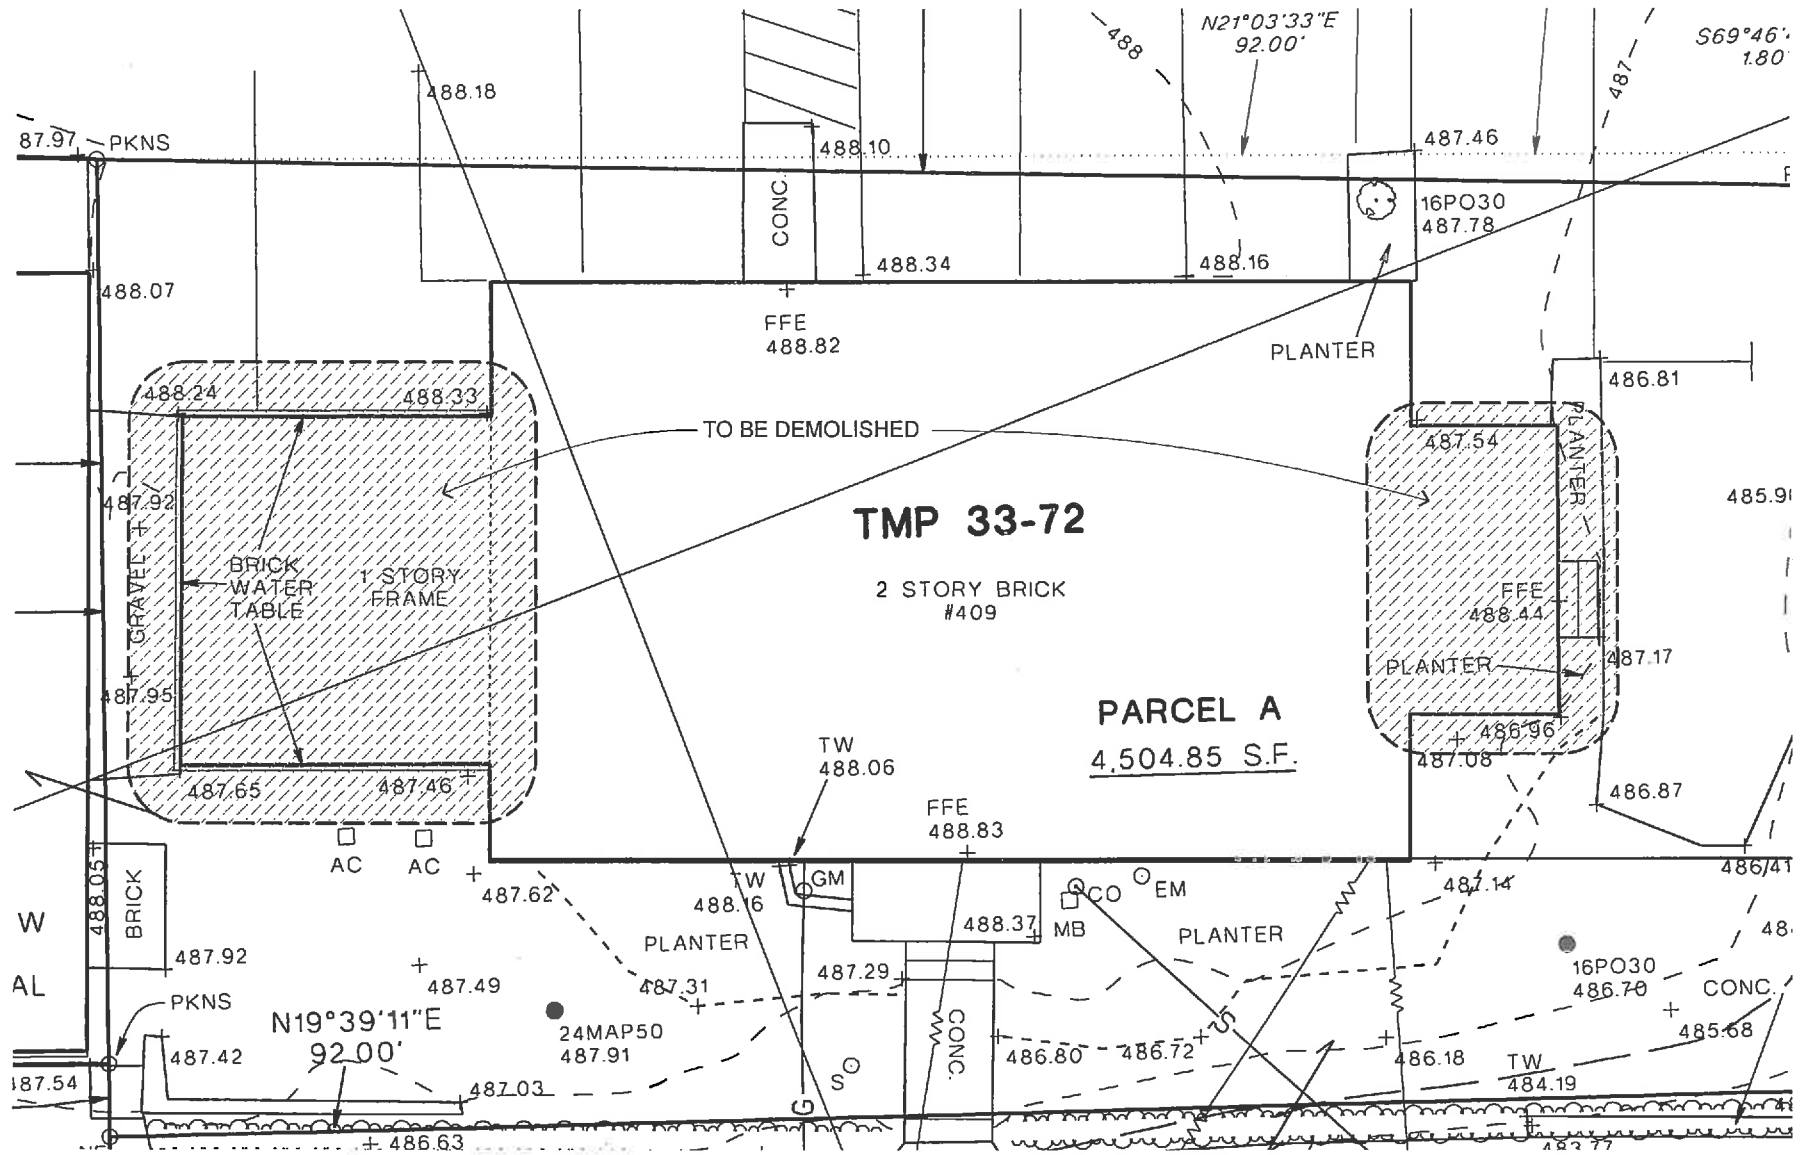 488
N21°03'33"E
92.00'
487
S69°46'
1.80'
488.18
87.97
PKNS
488.10
487.46
CONC.
16PO30
487.78
488.34
488.16
488.07
FFE
488.82
PLANTER
486.81
488.24
488.33
TO BE DEMOLISHED
487.54
PLANTER
487.92
485.9
TMP 33-72
BRICK
WATER
TABLE
1 STORY
FRAME
GRAVEL
2 STORY BRICK
#409
FFE
488.44
PLANTER
487.17
487.95
PARCEL A
4,504.85 S.F.
486.96
TW
488.06
487.08
487.65
487.46
486.87
FFE
488.83
AC
AC
487.62
TW
488.16
GM
CO
EM
487.14
486.41
488.05
BRICK
W
AL
488.37
MB
PLANTER
PLANTER
48
487.92
487.49
487.31
487.29
16PO30
486.70
CONC.
PKNS
N19°39'11"E
92.00'
24MAP50
487.91
CONC.
S
485.68
487.42
486.80
486.72
486.18
487.54
487.03
S
G
TW
484.19
486.63
483.77